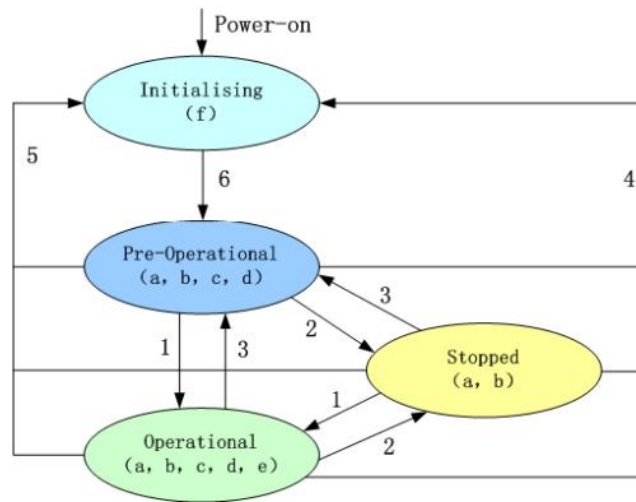 Power-on
Initialising
(f)
5
4
6
Pre-Operational
(a, b, c, d)
3
2
1
3
Stopped
(a, b)
1
Operational
(a, b, c, d, e)
2